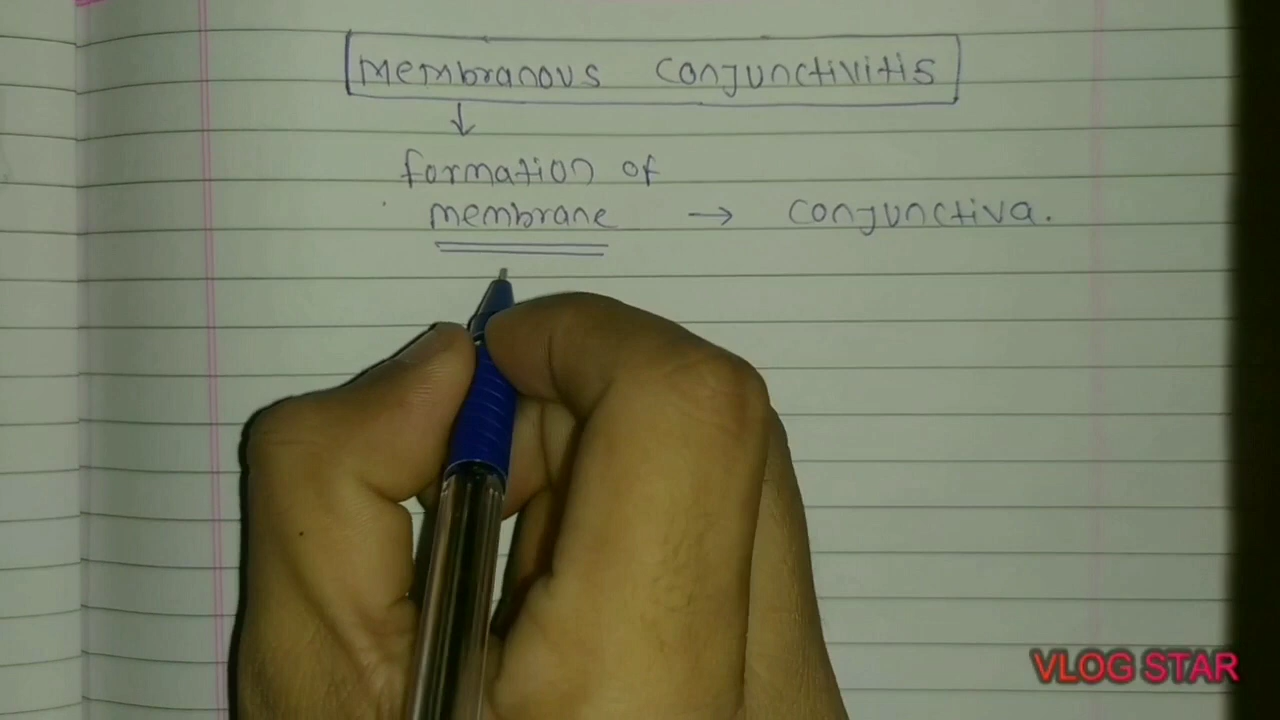 Membranous Conjunctivitis
↓
formation of
membrane → Conjunctiva.
VLOG STAR